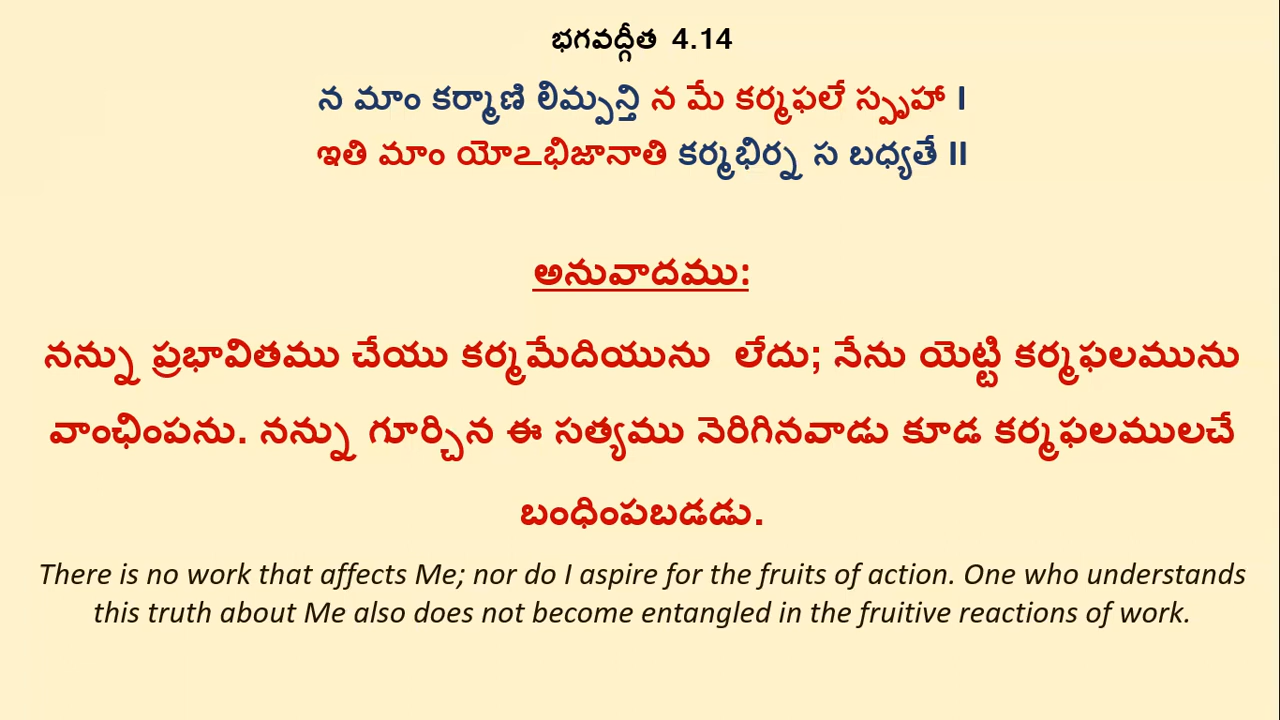 భగవద్గీత 4.14
న మాం కర్మాణి లిమ్పన్తి న మే కర్మఫలే స్పృహా I
ఇతి మాం యోఽభిజానాతి కర్మభిర్న స బధ్యతే II
అనువాదము:
నన్ను ప్రభావితము చేయు కర్మమేదియును లేదు; నేను యెట్టి కర్మఫలమును
వాంఛింపను. నన్ను గూర్చిన ఈ సత్యము నెరిగినవాడు కూడ కర్మఫలములచే
బంధింపబడడు.
There is no work that affects Me; nor do I aspire for the fruits of action. One who understands
this truth about Me also does not become entangled in the fruitive reactions of work.